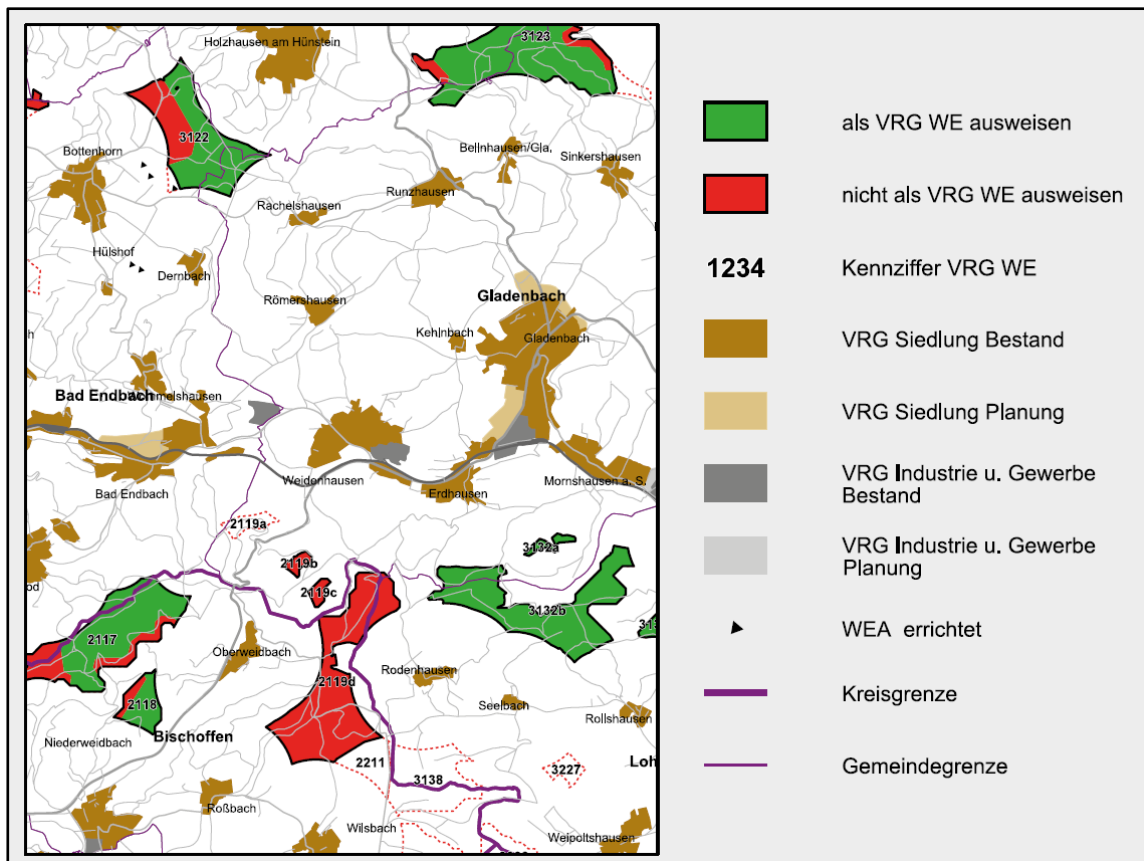 Holzhausen am Hünstein
3123
3122
Bottenhorn
Bellnhausen/Gla,
Sinkershausen
Runzhausen
Rachelshausen
Hülshof
Dernbach
Römershausen
Gladenbach
Kehlnbach
Gladenbach
Bad Endbach
Weidenhausen
Bad Endbach
Erdhausen
Mornshausen a. S.
2119a
2119b
2119c
3132a
3132b
2117
Oberweidbach
2118
2119d
Rodenhausen
Seelbach
Rollshausen
Niederweidbach
Bischoffen
2211
3138
3227
Loh
Roßbach
Wilsbach
Weipoltshausen
als VRG WE ausweisen
nicht als VRG WE ausweisen
1234
Kennziffer VRG WE
VRG Siedlung Bestand
VRG Siedlung Planung
VRG Industrie u. Gewerbe
Bestand
VRG Industrie u. Gewerbe
Planung
WEA errichtet
Kreisgrenze
Gemeindegrenze